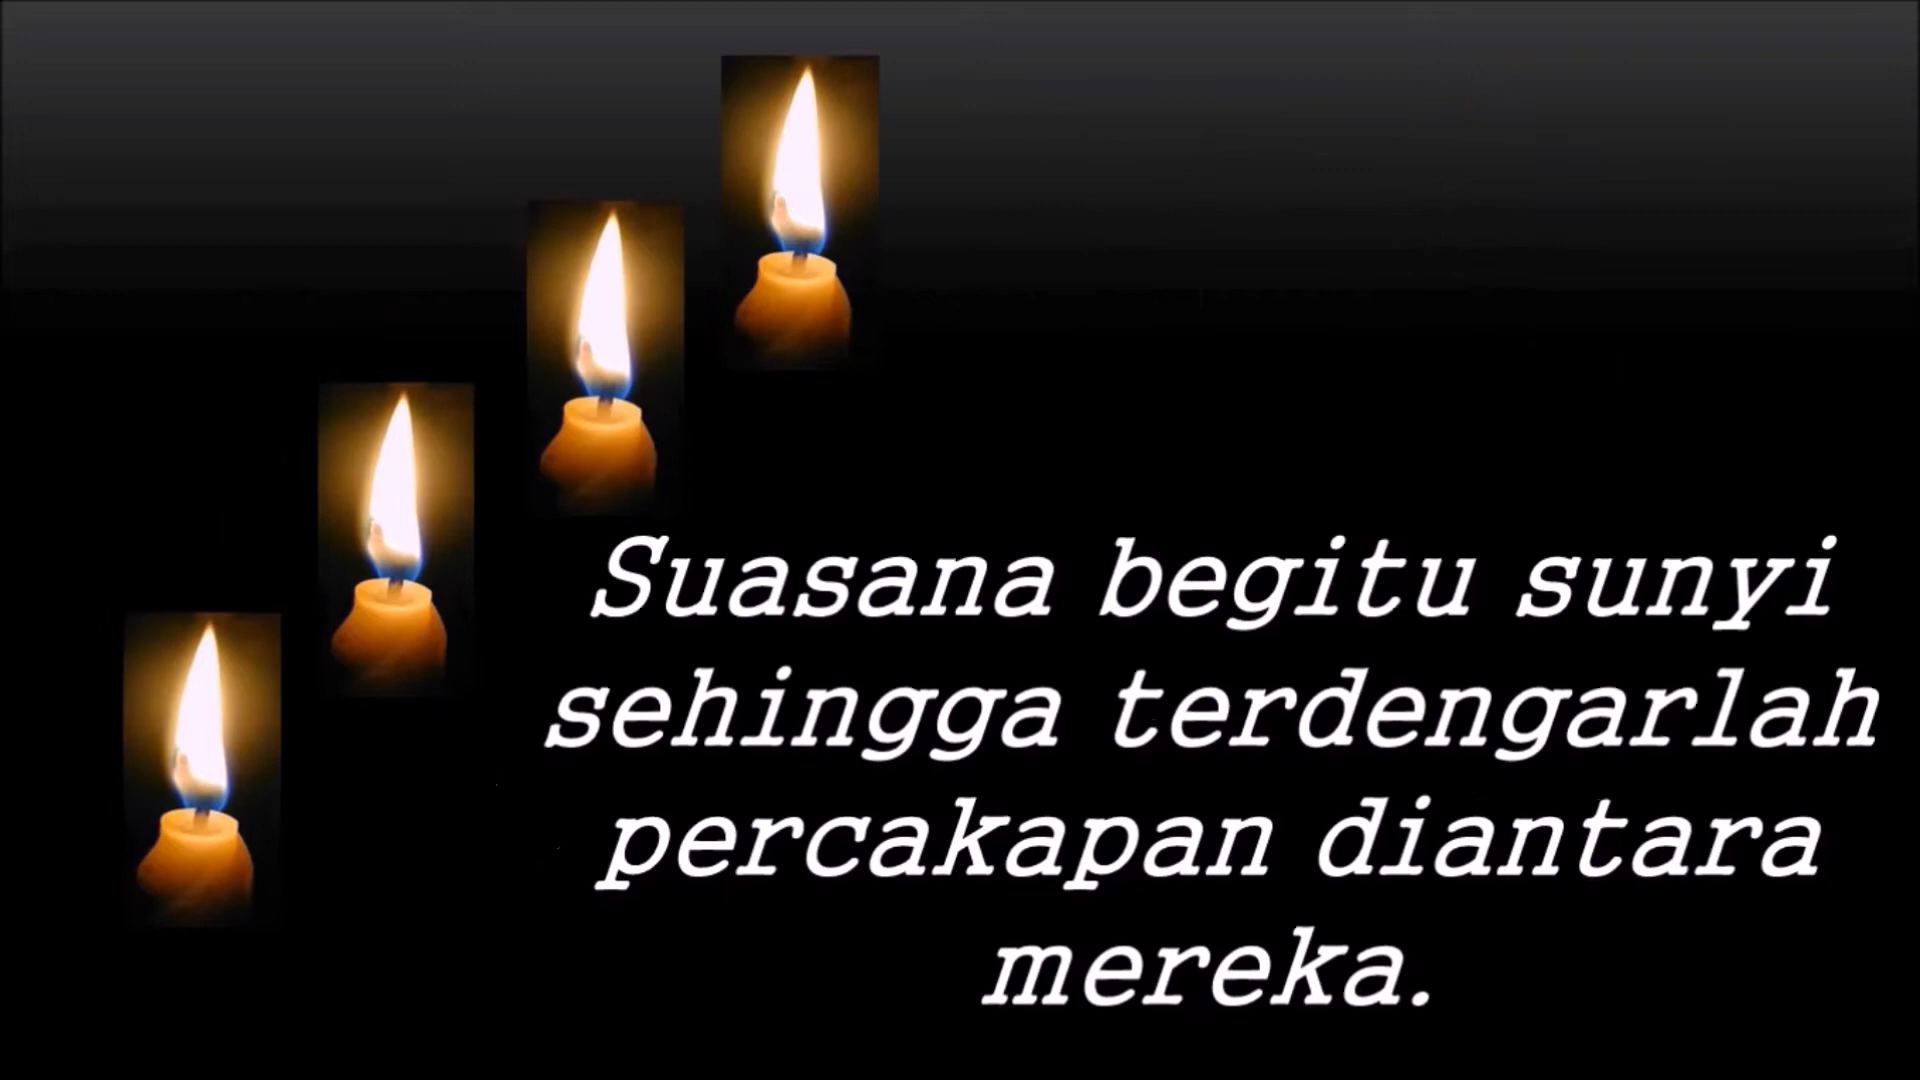 Suasana begitu sunyi
sehingga terdengarlah
percakapan diantara
mereka.